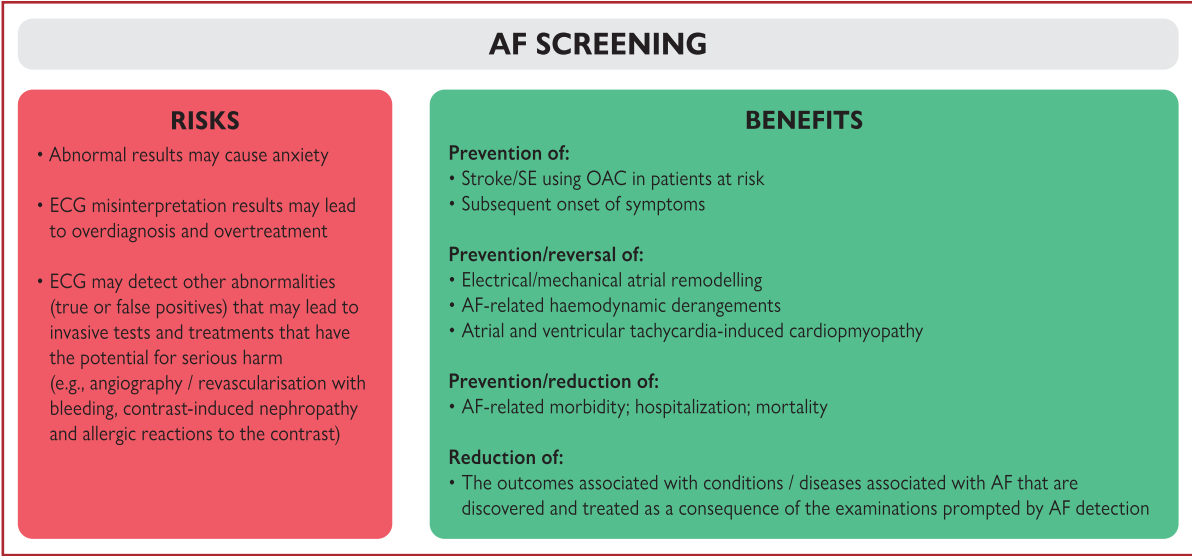 AF SCREENING
RISKS
• Abnormal results may cause anxiety
• ECG misinterpretation results may lead
to overdiagnosis and overtreatment
• ECG may detect other abnormalities
(true or false positives) that may lead to
invasive tests and treatments that have
the potential for serious harm
(e.g., angiography / revascularisation with
bleeding, contrast-induced nephropathy
and allergic reactions to the contrast)
BENEFITS
Prevention of:
• Stroke/SE using OAC in patients at risk
• Subsequent onset of symptoms
Prevention/reversal of:
• Electrical/mechanical atrial remodelling
• AF-related haemodynamic derangements
• Atrial and ventricular tachycardia-induced cardiopmyopathy
Prevention/reduction of:
• AF-related morbidity; hospitalization; mortality
Reduction of:
• The outcomes associated with conditions / diseases associated with AF that are
discovered and treated as a consequence of the examinations prompted by AF detection